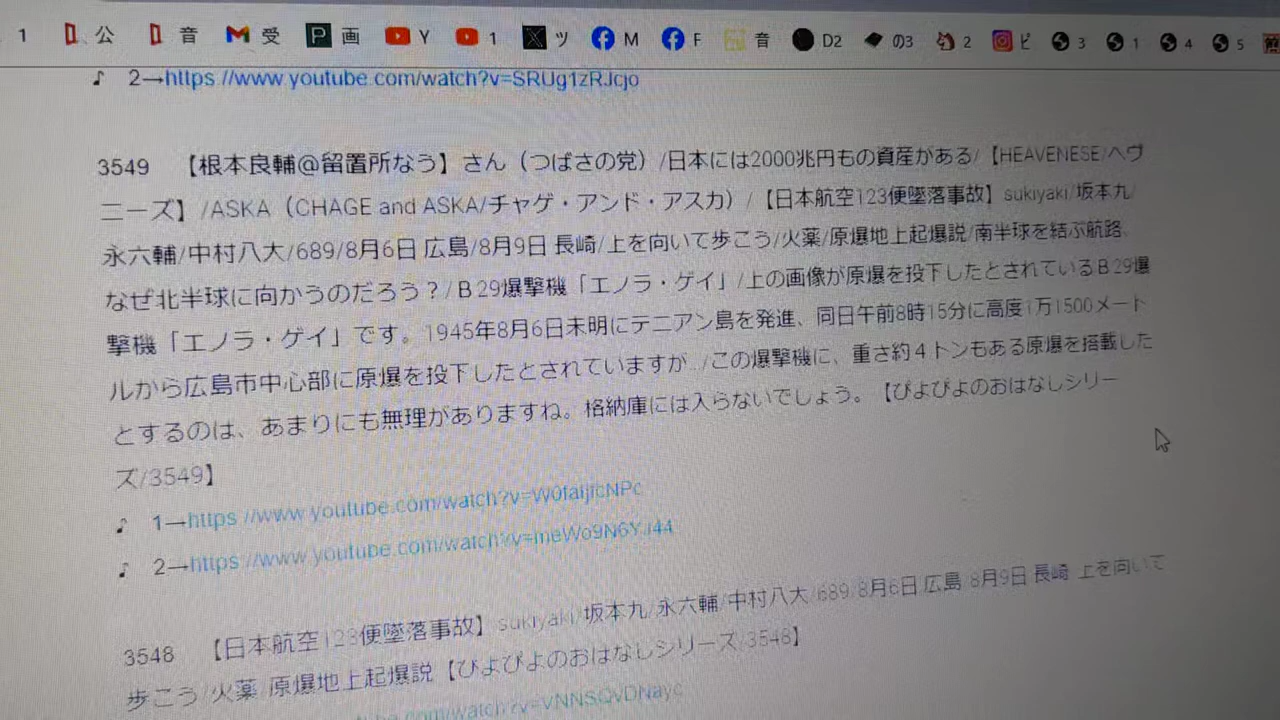 1 公 音 受 画 Y 1 ツ M F 音 D2 の3 2 ピ 3 1 4 5
♪ 2→https://www.youtube.com/watch?v=SRUg1zRJcjo
3549 【根本良輔@留置所なう】さん（つばさの党）/日本には2000兆円もの資産がある/【HEAVENESE/ヘヴ
ニーズ】/ASKA（CHAGE and ASKA/チャゲ・アンド・アスカ）/【日本航空123便墜落事故】sukiyaki/坂本九/
永六輔/中村八大/689/8月6日 広島/8月9日 長崎/上を向いて歩こう/火薬/原爆地上起爆説/南半球を結ぶ航路、
なぜ北半球に向かうのだろう？/Ｂ29爆撃機「エノラ・ゲイ」/上の画像が原爆を投下したとされているＢ29爆
撃機「エノラ・ゲイ」です。1945年8月6日未明にテニアン島を発進、同日午前8時15分に高度1万1500メート
ルから広島市中心部に原爆を投下したとされていますが.../この爆撃機に、重さ約４トンもある原爆を搭載した
とするのは、あまりにも無理がありますね。格納庫には入らないでしょう。【ぴよぴよのおはなしシリー
ズ/3549】
♪ 1→
♪ 2→
3548 【日本航空123便墜落事故】sukiyaki/坂本九/永六輔/中村八大/689/8月6日 広島/8月9日 長崎/上を向いて
歩こう/火薬/原爆地上起爆説【ぴよぴよのおはなしシリーズ/3548】